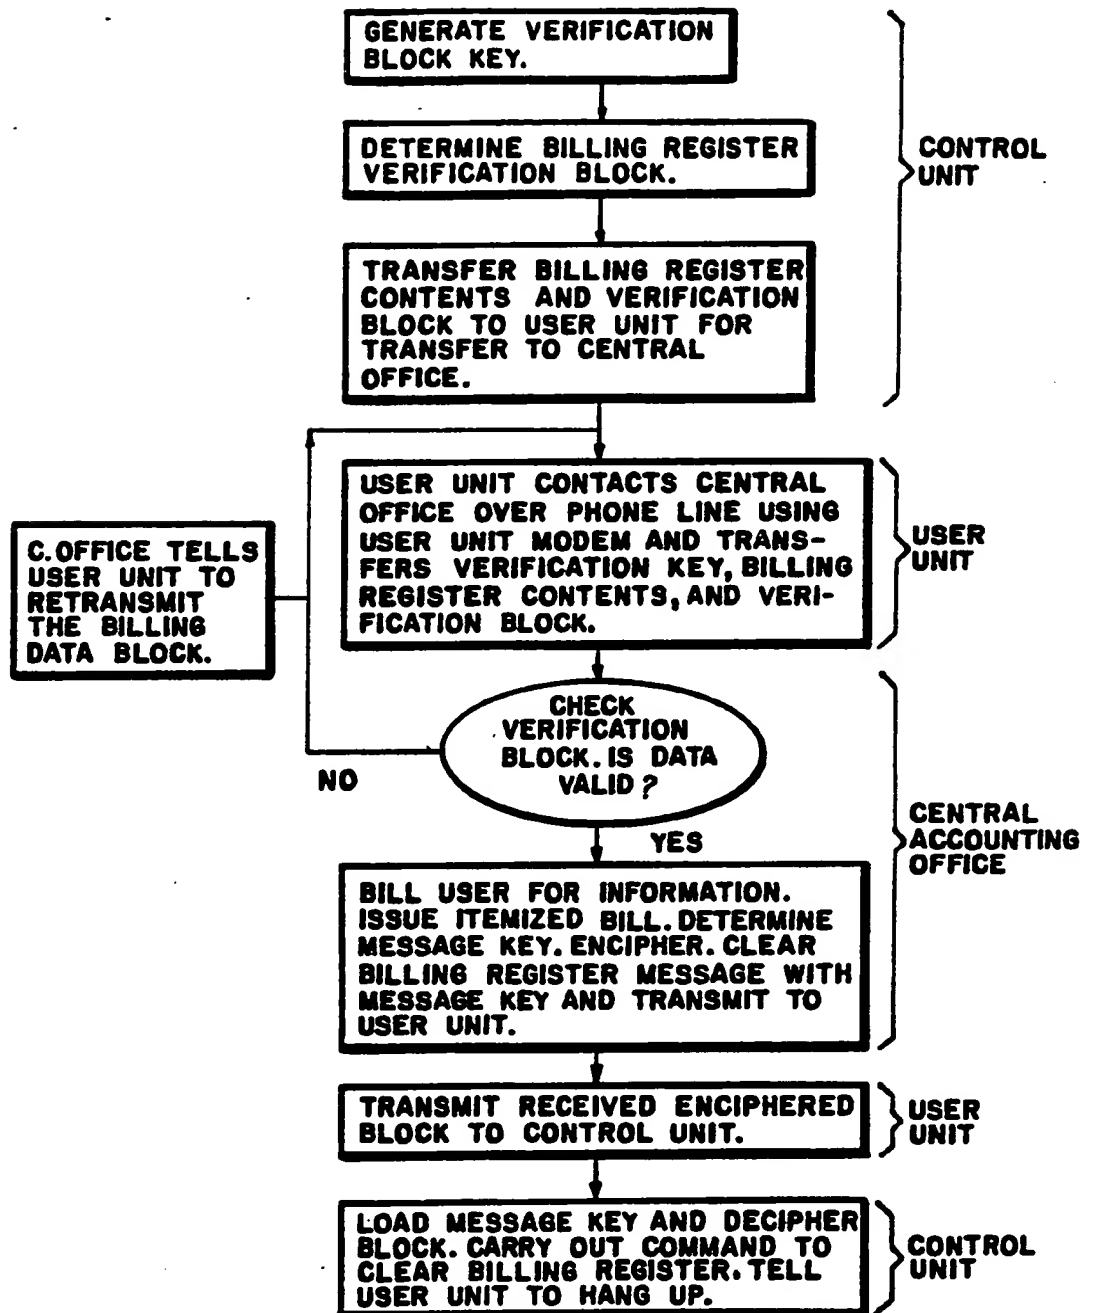 GENERATE VERIFICATION
BLOCK KEY.
DETERMINE BILLING REGISTER
VERIFICATION BLOCK.
CONTROL
UNIT
TRANSFER BILLING REGISTER
CONTENTS AND VERIFICATION
BLOCK TO USER UNIT FOR
TRANSFER TO CENTRAL
OFFICE.
USER UNIT CONTACTS CENTRAL
OFFICE OVER PHONE LINE USING
USER UNIT MODEM AND TRANS-
FERS VERIFICATION KEY, BILLING
REGISTER CONTENTS, AND VERI-
FICATION BLOCK.
USER
UNIT
C. OFFICE TELLS
USER UNIT TO
RETRANSMIT
THE BILLING
DATA BLOCK.
CHECK
VERIFICATION
BLOCK. IS DATA
VALID?
NO
YES
CENTRAL
ACCOUNTING
OFFICE
BILL USER FOR INFORMATION.
ISSUE ITEMIZED BILL. DETERMINE
MESSAGE KEY. ENCIPHER. CLEAR
BILLING REGISTER MESSAGE WITH
MESSAGE KEY AND TRANSMIT TO
USER UNIT.
TRANSMIT RECEIVED ENCIPHERED
BLOCK TO CONTROL UNIT.
USER
UNIT
LOAD MESSAGE KEY AND DECIPHER
BLOCK. CARRY OUT COMMAND TO
CLEAR BILLING REGISTER. TELL
USER UNIT TO HANG UP.
CONTROL
UNIT